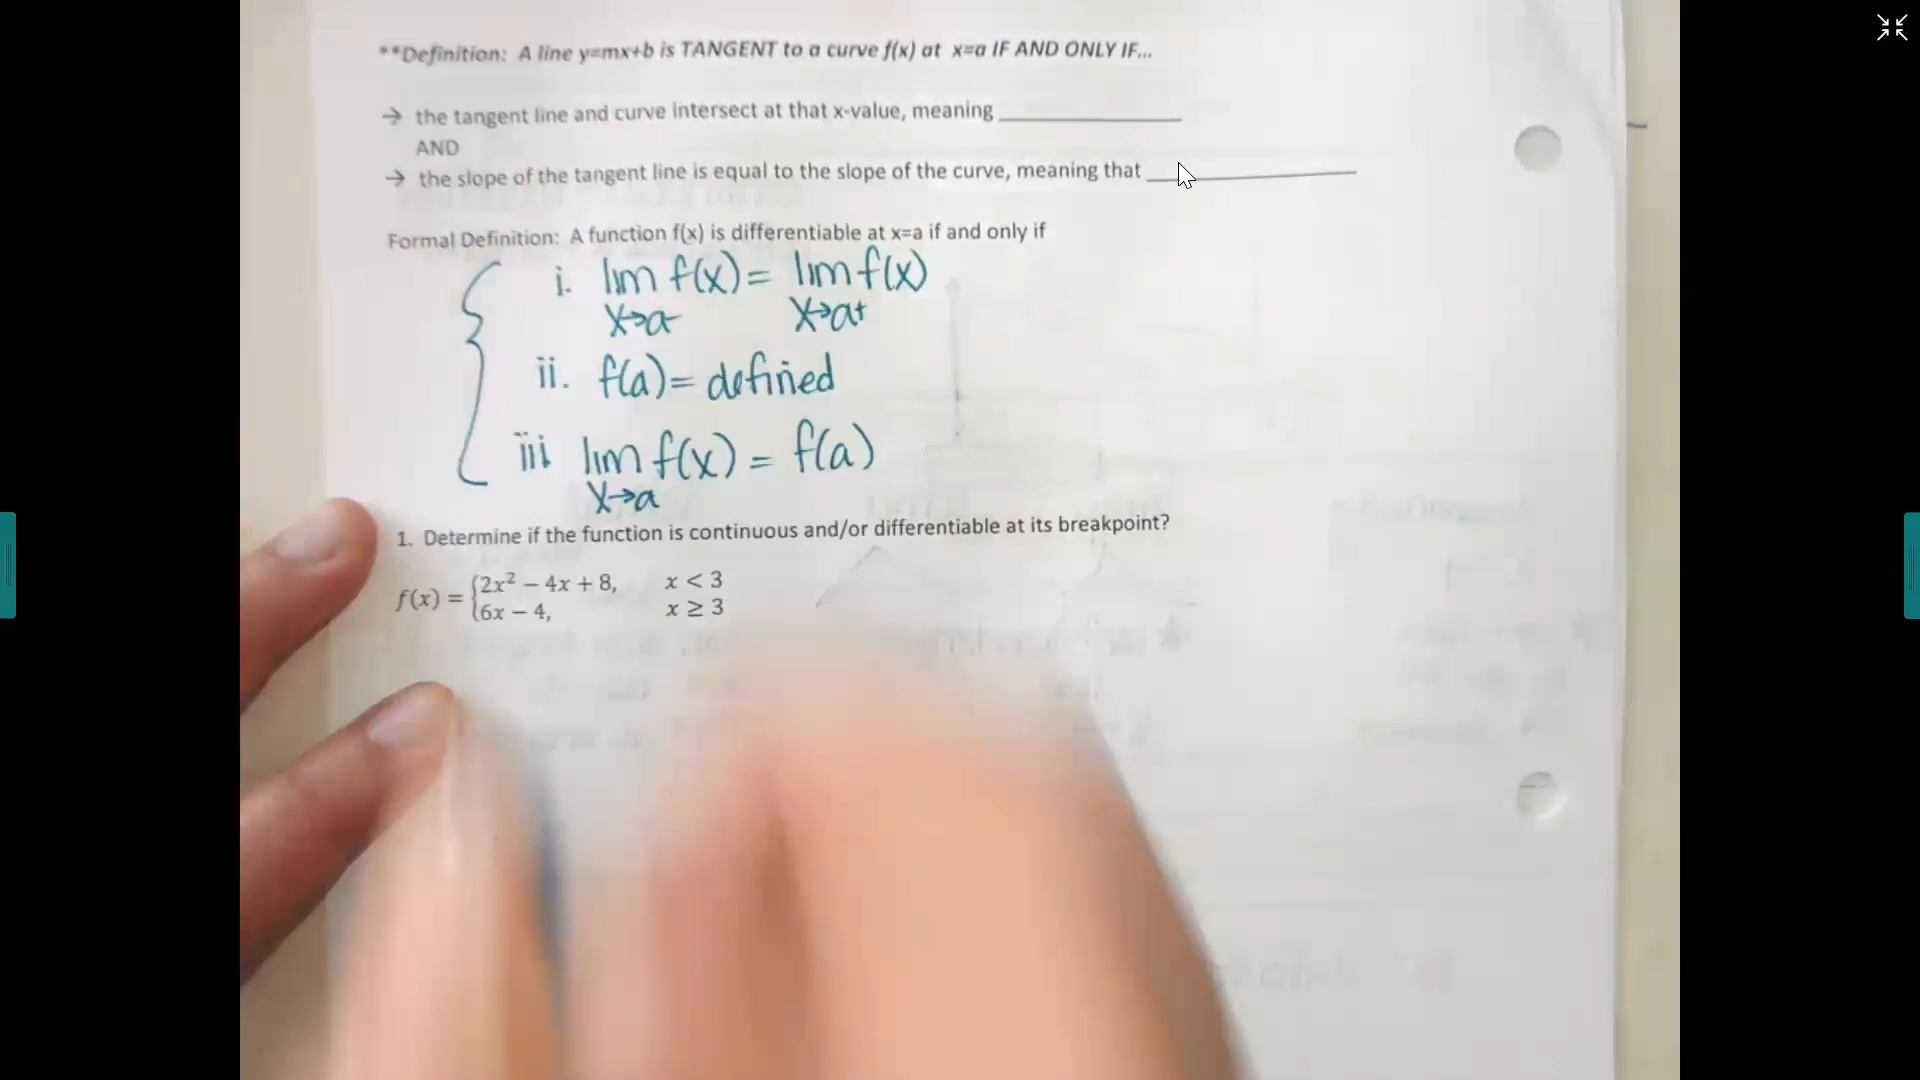 **Definition: A line y=mx+b is TANGENT to a curve f(x) at x=a IF AND ONLY IF...
→ the tangent line and curve intersect at that x-value, meaning ____________
AND
→ the slope of the tangent line is equal to the slope of the curve, meaning that ____________
Formal Definition: A function f(x) is differentiable at x=a if and only if
i. lim f(x) = lim f(x)
x→a⁻ x→a⁺
ii. f(a) = defined
iii lim f(x) = f(a)
x→a
1. Determine if the function is continuous and/or differentiable at its breakpoint?
f(x) = {2x² − 4x + 8, x < 3
6x − 4, x ≥ 3